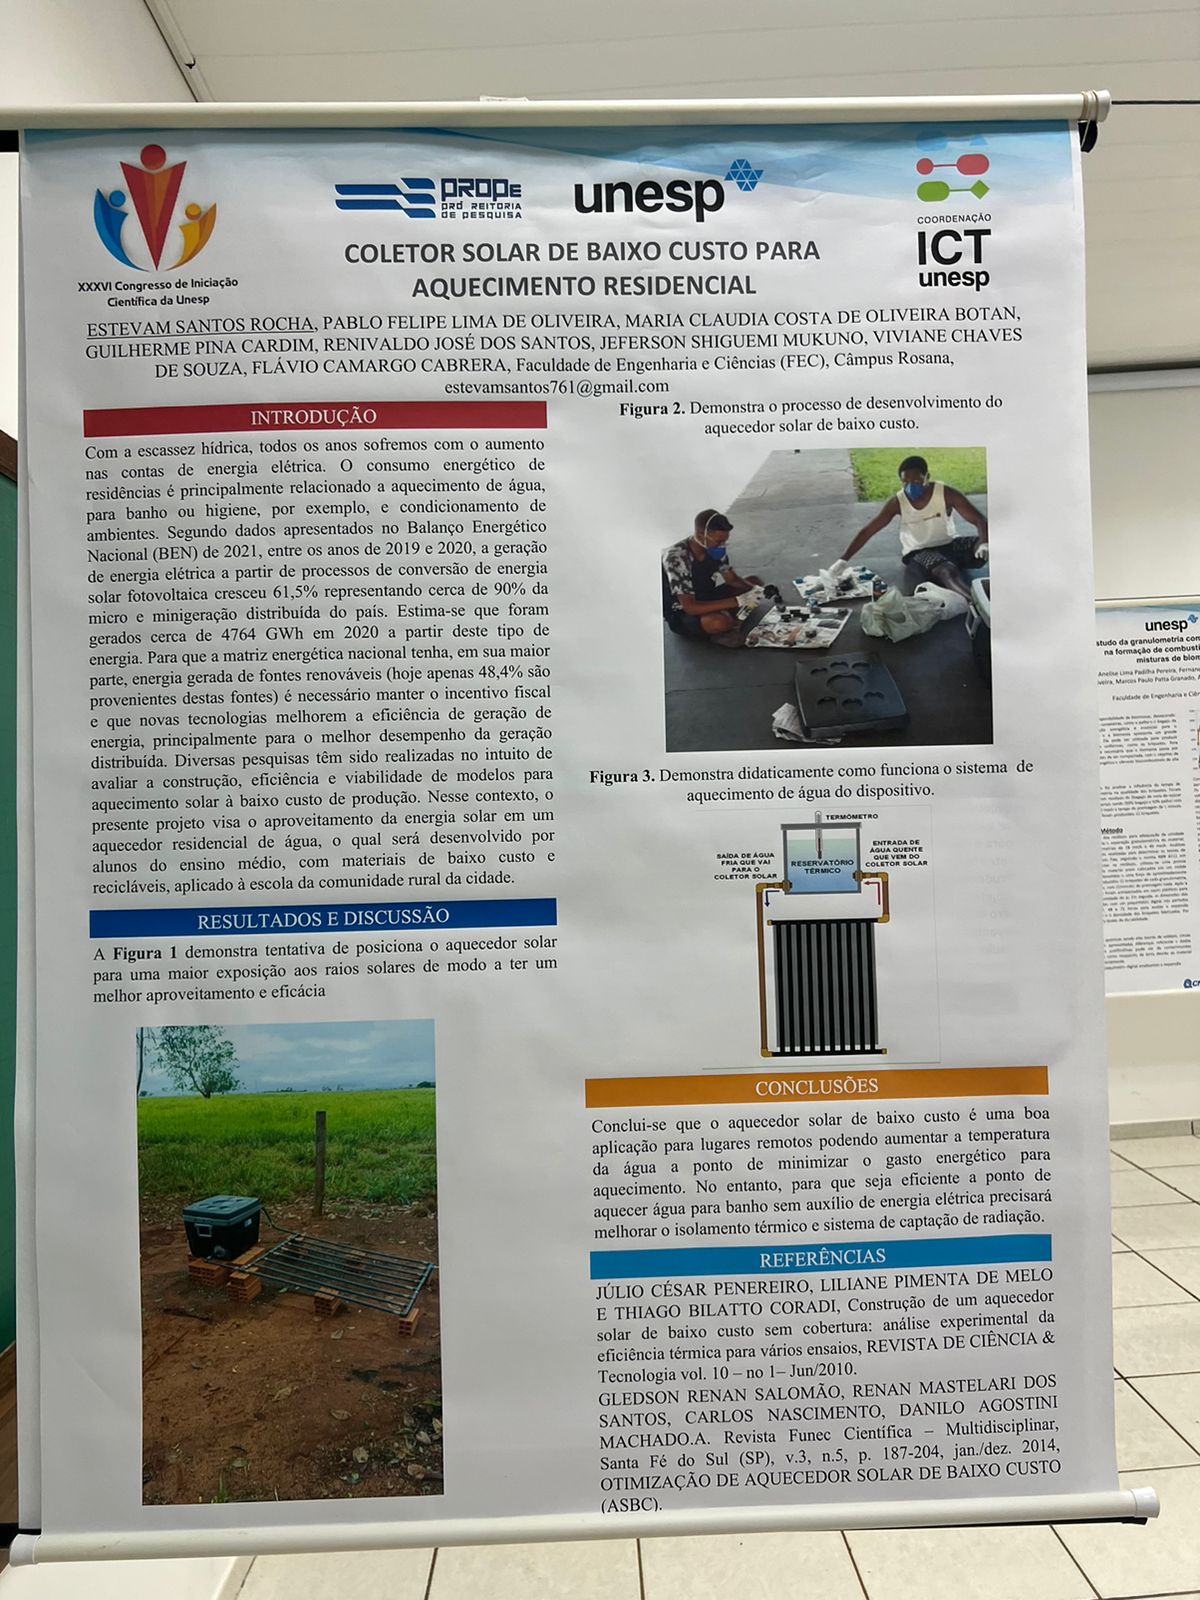 XXXVI Congresso de Iniciação
Científica da Unesp
PROPe
PRÓ REITORIA
DE PESQUISA
unesp
COORDENAÇÃO
ICT
unesp
COLETOR SOLAR DE BAIXO CUSTO PARA
AQUECIMENTO RESIDENCIAL
ESTEVAM SANTOS ROCHA, PABLO FELIPE LIMA DE OLIVEIRA, MARIA CLAUDIA COSTA DE OLIVEIRA BOTAN,
GUILHERME PINA CARDIM, RENIVALDO JOSÉ DOS SANTOS, JEFERSON SHIGUEMI MUKUNO, VIVIANE CHAVES
DE SOUZA, FLÁVIO CAMARGO CABRERA, Faculdade de Engenharia e Ciências (FEC), Câmpus Rosana,
estevamsantos761@gmail.com
INTRODUÇÃO
Com a escassez hídrica, todos os anos sofremos com o aumento
nas contas de energia elétrica. O consumo energético de
residências é principalmente relacionado a aquecimento de água,
para banho ou higiene, por exemplo, e condicionamento de
ambientes. Segundo dados apresentados no Balanço Energético
Nacional (BEN) de 2021, entre os anos de 2019 e 2020, a geração
de energia elétrica a partir de processos de conversão de energia
solar fotovoltaica cresceu 61,5% representando cerca de 90% da
micro e minigeração distribuída do país. Estima-se que foram
gerados cerca de 4764 GWh em 2020 a partir deste tipo de
energia. Para que a matriz energética nacional tenha, em sua maior
parte, energia gerada de fontes renováveis (hoje apenas 48,4% são
provenientes destas fontes) é necessário manter o incentivo fiscal
e que novas tecnologias melhorem a eficiência de geração de
energia, principalmente para o melhor desempenho da geração
distribuída. Diversas pesquisas têm sido realizadas no intuito de
avaliar a construção, eficiência e viabilidade de modelos para
aquecimento solar à baixo custo de produção. Nesse contexto, o
presente projeto visa o aproveitamento da energia solar em um
aquecedor residencial de água, o qual será desenvolvido por
alunos do ensino médio, com materiais de baixo custo e
recicláveis, aplicado à escola da comunidade rural da cidade.
RESULTADOS E DISCUSSÃO
A Figura 1 demonstra tentativa de posiciona o aquecedor solar
para uma maior exposição aos raios solares de modo a ter um
melhor aproveitamento e eficácia
Figura 2. Demonstra o processo de desenvolvimento do
aquecedor solar de baixo custo.
Figura 3. Demonstra didaticamente como funciona o sistema de
aquecimento de água do dispositivo.
TERMÔMETRO
SAÍDA DE ÁGUA
FRIA QUE VAI
PARA O
COLETOR SOLAR
RESERVATÓRIO
TÉRMICO
ENTRADA DE
ÁGUA QUENTE
QUE VEM DO
COLETOR SOLAR
CONCLUSÕES
Conclui-se que o aquecedor solar de baixo custo é uma boa
aplicação para lugares remotos podendo aumentar a temperatura
da água a ponto de minimizar o gasto energético para
aquecimento. No entanto, para que seja eficiente a ponto de
aquecer água para banho sem auxílio de energia elétrica precisará
melhorar o isolamento térmico e sistema de captação de radiação.
REFERÊNCIAS
JÚLIO CÉSAR PENEREIRO, LILIANE PIMENTA DE MELO
E THIAGO BILATTO CORADI, Construção de um aquecedor
solar de baixo custo sem cobertura: análise experimental da
eficiência térmica para vários ensaios, REVISTA DE CIÊNCIA &
Tecnologia vol. 10 – no 1– Jun/2010.
GLEDSON RENAN SALOMÃO, RENAN MASTELARI DOS
SANTOS, CARLOS NASCIMENTO, DANILO AGOSTINI
MACHADO.A. Revista Funec Científica – Multidisciplinar,
Santa Fé do Sul (SP), v.3, n.5, p. 187-204, jan./dez. 2014,
OTIMIZAÇÃO DE AQUECEDOR SOLAR DE BAIXO CUSTO
(ASBC).
unesp
studo da granulometria
na formação de
misturas de
Anelise Lima Padilha Pereira,
Marcos Paulo Patta Granado,
Faculdade de Engenharia e
Método